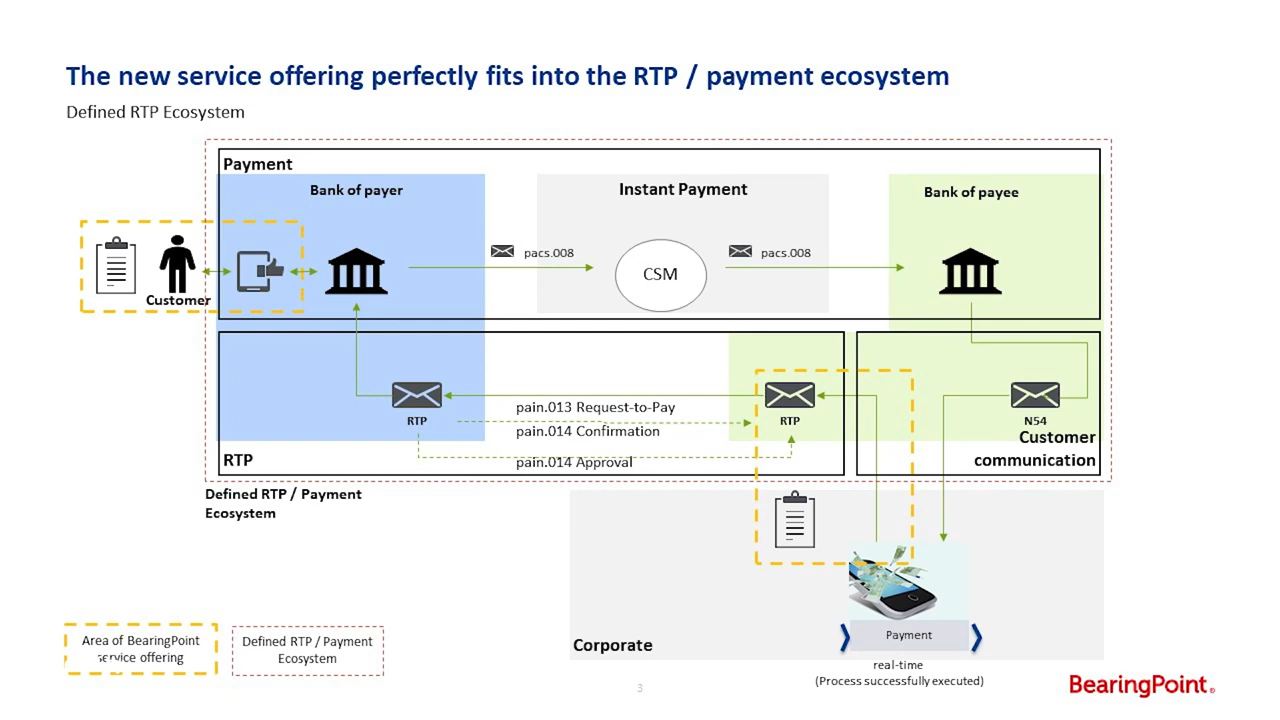 The new service offering perfectly fits into the RTP / payment ecosystem
Defined RTP Ecosystem
Payment
Bank of payer
Instant Payment
Bank of payee
pacs.008
CSM
pacs.008
Customer
RTP
pain.013 Request-to-Pay
pain.014 Confirmation
pain.014 Approval
RTP
RTP
N54
Customer
communication
Defined RTP / Payment
Ecosystem
Corporate
Payment
real-time
(Process successfully executed)
Area of BearingPoint
service offering
Defined RTP / Payment
Ecosystem
3
BearingPoint®